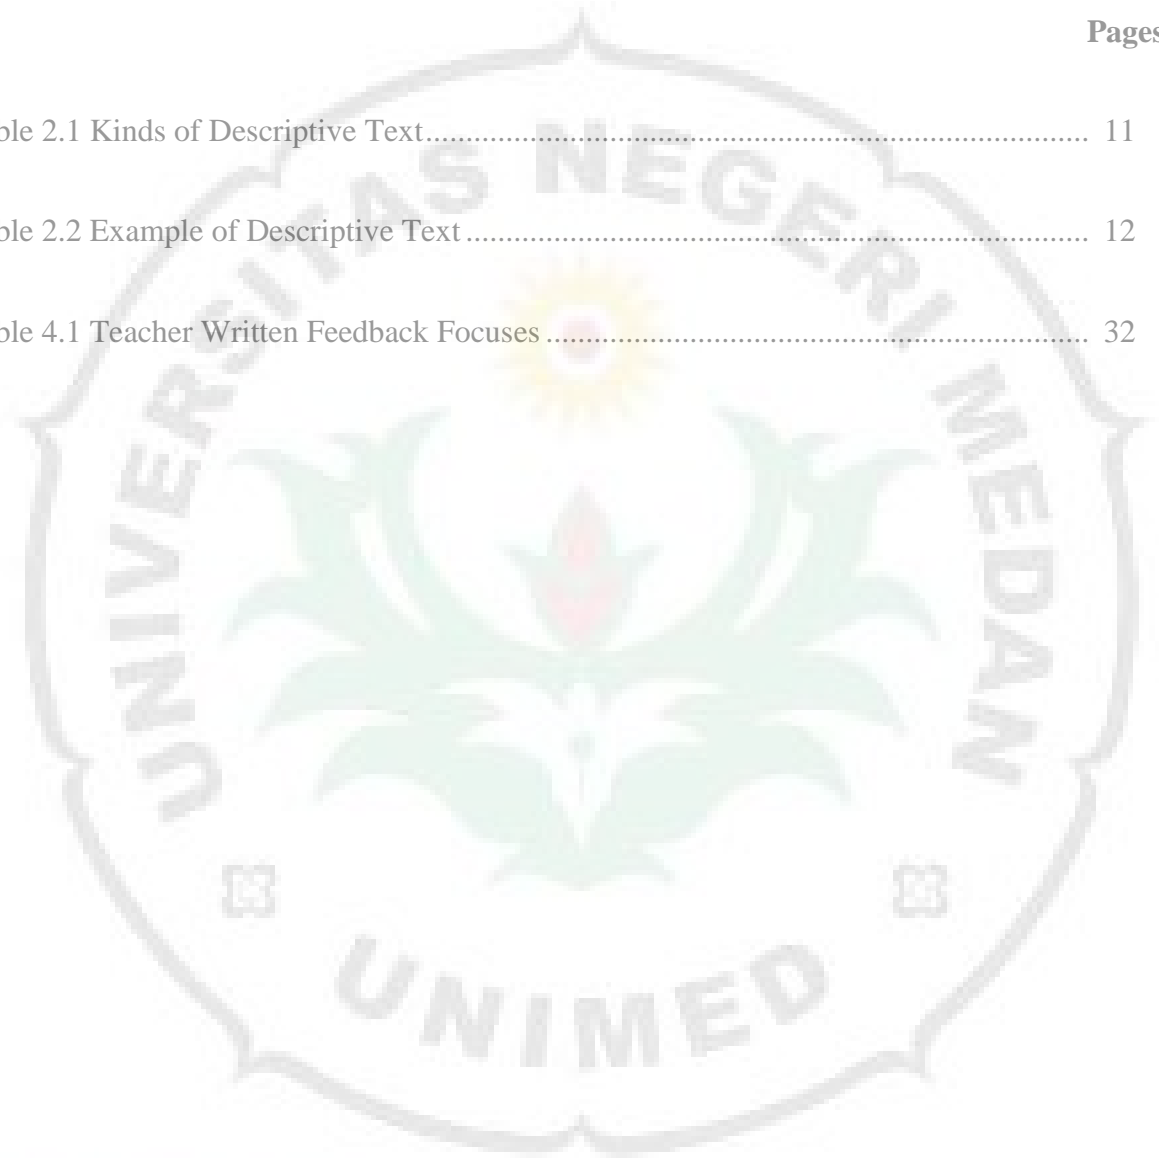 Pages
ble 2.1 Kinds of Descriptive Text.................................................................................... 11
ble 2.2 Example of Descriptive Text ............................................................................... 12
ble 4.1 Teacher Written Feedback Focuses ..................................................................... 32
UNIVERSITAS NEGERI MEDAN
UNIMED